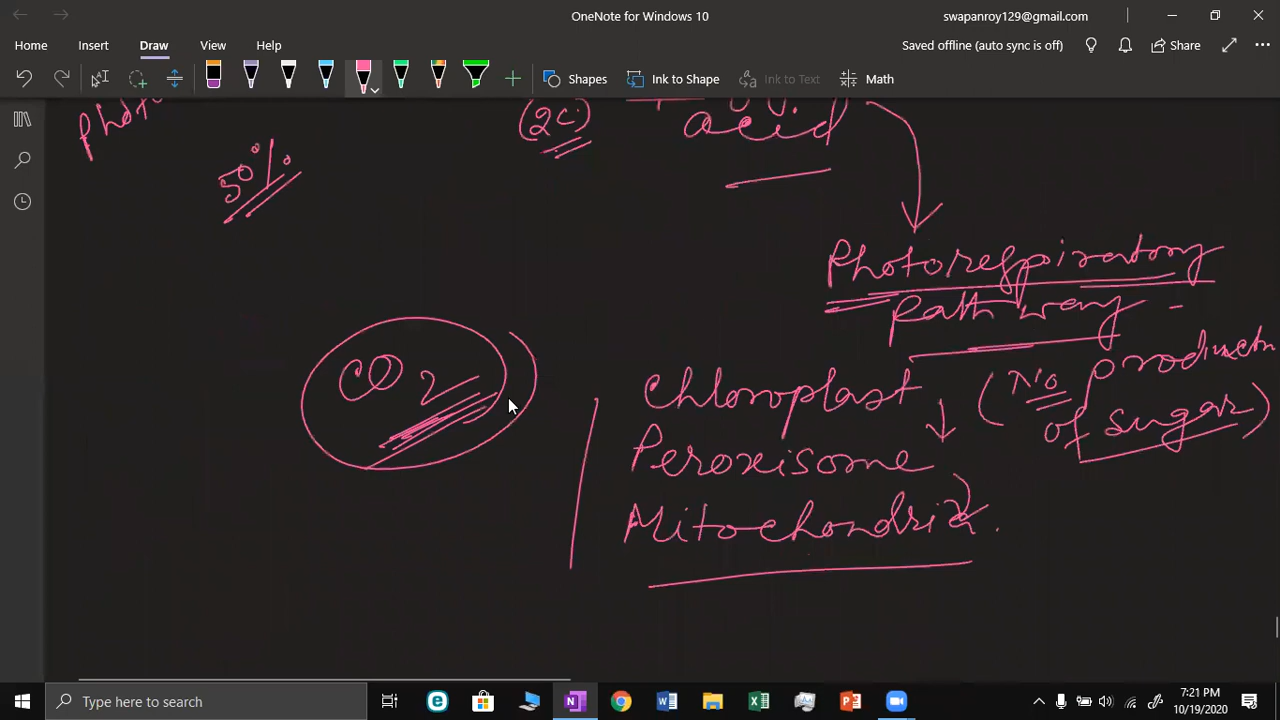 OneNote for Windows 10
swapanroy129@gmail.com
Home Insert Draw View Help
Saved offline (auto sync is off)
Share
Shapes
Ink to Shape
Ink to Text
Math
(2C)
acid
50%
Photorespiratory
pathway -
(No production
of sugar)
CO2
Chloroplast
Peroxisome
Mitochondria.
Type here to search
7:21 PM
10/19/2020